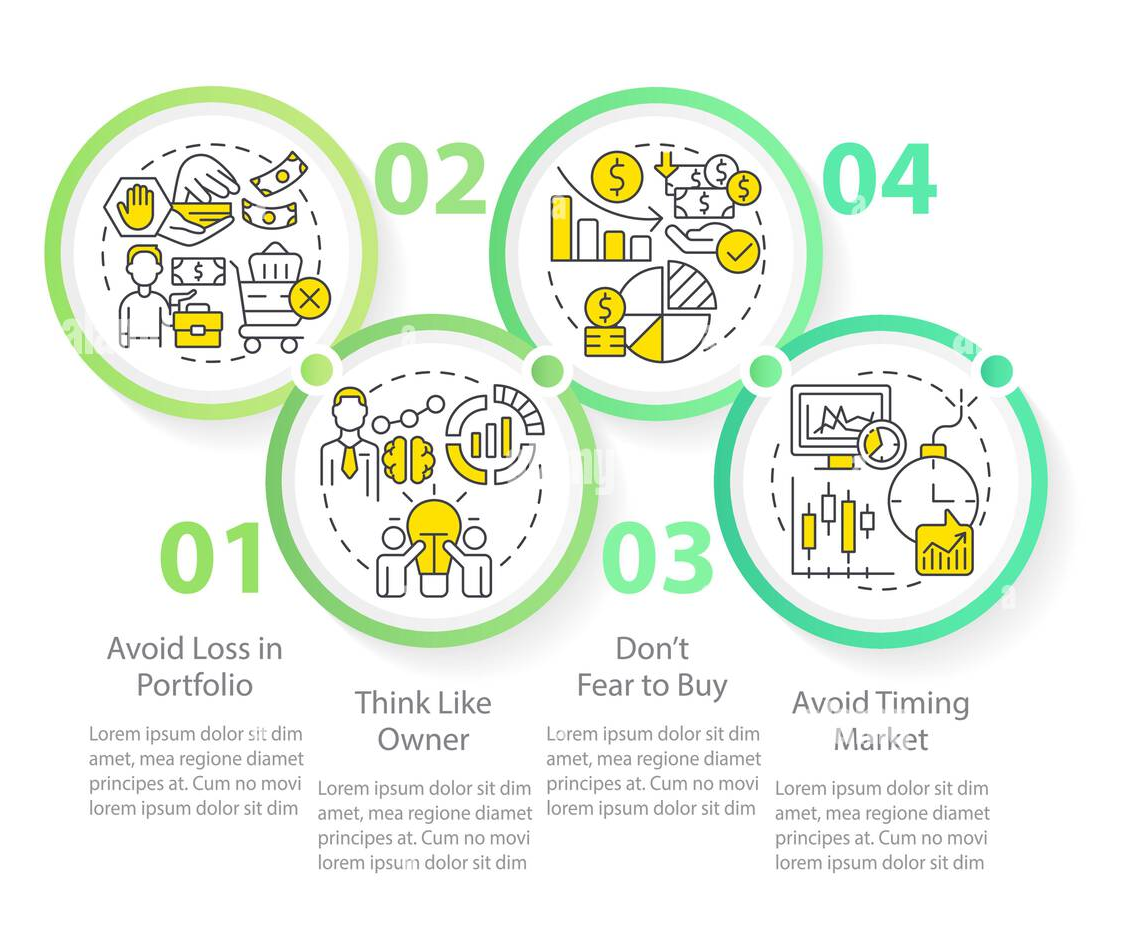 02
04
01
03
Avoid Loss in
Portfolio
Lorem ipsum dolor sit dim
amet, mea regione diamet
principes at. Cum no movi
lorem ipsum dolor sit dim
Think Like
Owner
Lorem ipsum dolor sit dim
amet, mea regione diamet
principes at. Cum no movi
lorem ipsum dolor sit dim
Don't
Fear to Buy
Lorem ipsum dolor sit dim
amet, mea regione diamet
principes at. Cum no movi
lorem ipsum dolor sit dim
Avoid Timing
Market
Lorem ipsum dolor sit dim
amet, mea regione diamet
principes at. Cum no movi
lorem ipsum dolor sit dim